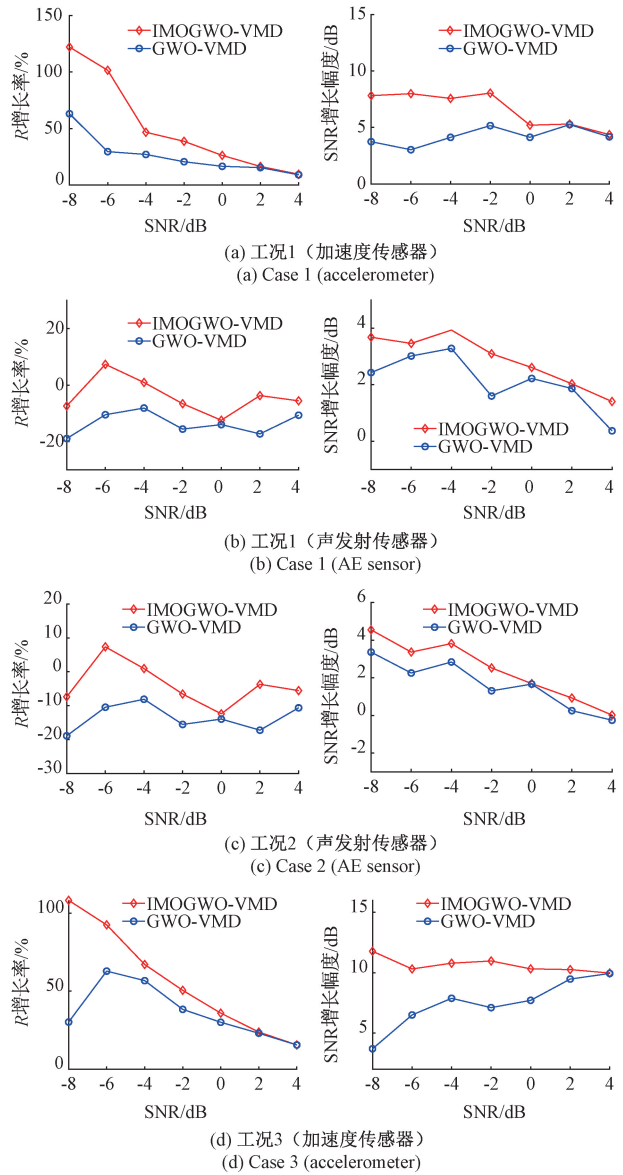 150
100
50
0
R增长率/%
IMOGWO-VMD
GWO-VMD
-8 -6 -4 -2 0 2 4
SNR/dB
15
10
5
0
SNR增长幅度/dB
IMOGWO-VMD
GWO-VMD
-8 -6 -4 -2 0 2 4
SNR/dB
(a) 工况1（加速度传感器）
(a) Case 1 (accelerometer)
20
0
-20
R增长率/%
IMOGWO-VMD
GWO-VMD
-8 -6 -4 -2 0 2 4
SNR/dB
4
2
0
SNR增长幅度/dB
IMOGWO-VMD
GWO-VMD
-8 -6 -4 -2 0 2 4
SNR/dB
(b) 工况1（声发射传感器）
(b) Case 1 (AE sensor)
20
10
0
-10
-20
-30
R增长率/%
IMOGWO-VMD
GWO-VMD
-8 -6 -4 -2 0 2 4
SNR/dB
6
4
2
0
-2
SNR增长幅度/dB
IMOGWO-VMD
GWO-VMD
-8 -6 -4 -2 0 2 4
SNR/dB
(c) 工况2（声发射传感器）
(c) Case 2 (AE sensor)
100
50
0
R增长率/%
IMOGWO-VMD
GWO-VMD
-8 -6 -4 -2 0 2 4
SNR/dB
15
10
5
SNR增长幅度/dB
IMOGWO-VMD
GWO-VMD
-8 -6 -4 -2 0 2 4
SNR/dB
(d) 工况3（加速度传感器）
(d) Case 3 (accelerometer)